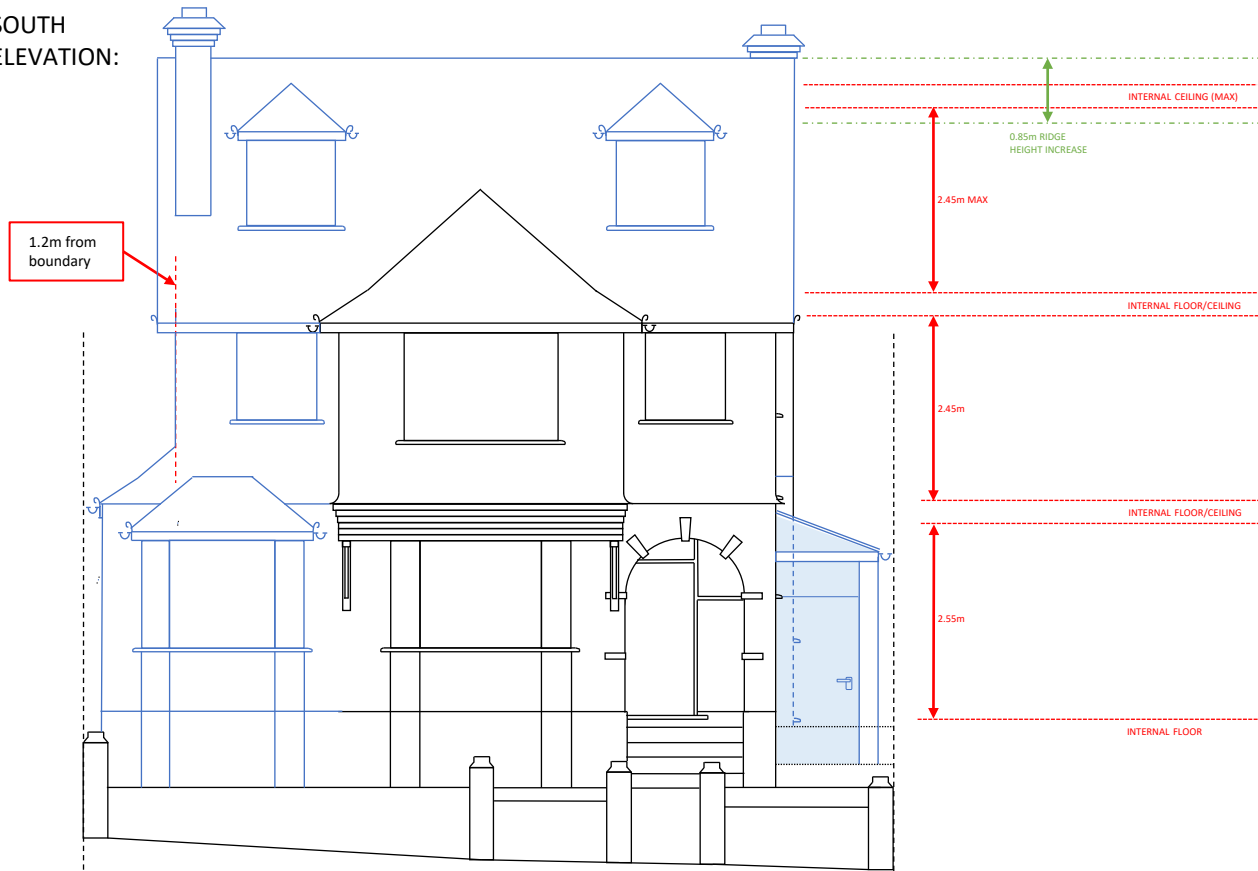 SOUTH
ELEVATION:
INTERNAL CEILING (MAX)
0.85m RIDGE
HEIGHT INCREASE
2.45m MAX
1.2m from
boundary
INTERNAL FLOOR/CEILING
2.45m
INTERNAL FLOOR/CEILING
2.55m
INTERNAL FLOOR